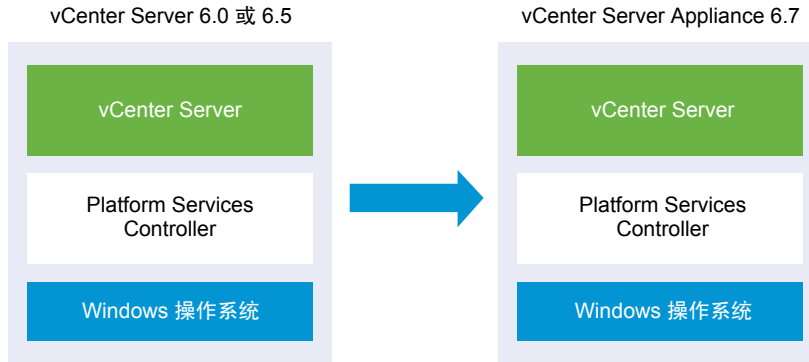 vCenter Server 6.0 或 6.5
vCenter Server
Platform Services
Controller
Windows 操作系统
vCenter Server Appliance 6.7
vCenter Server
Platform Services
Controller
Windows 操作系统